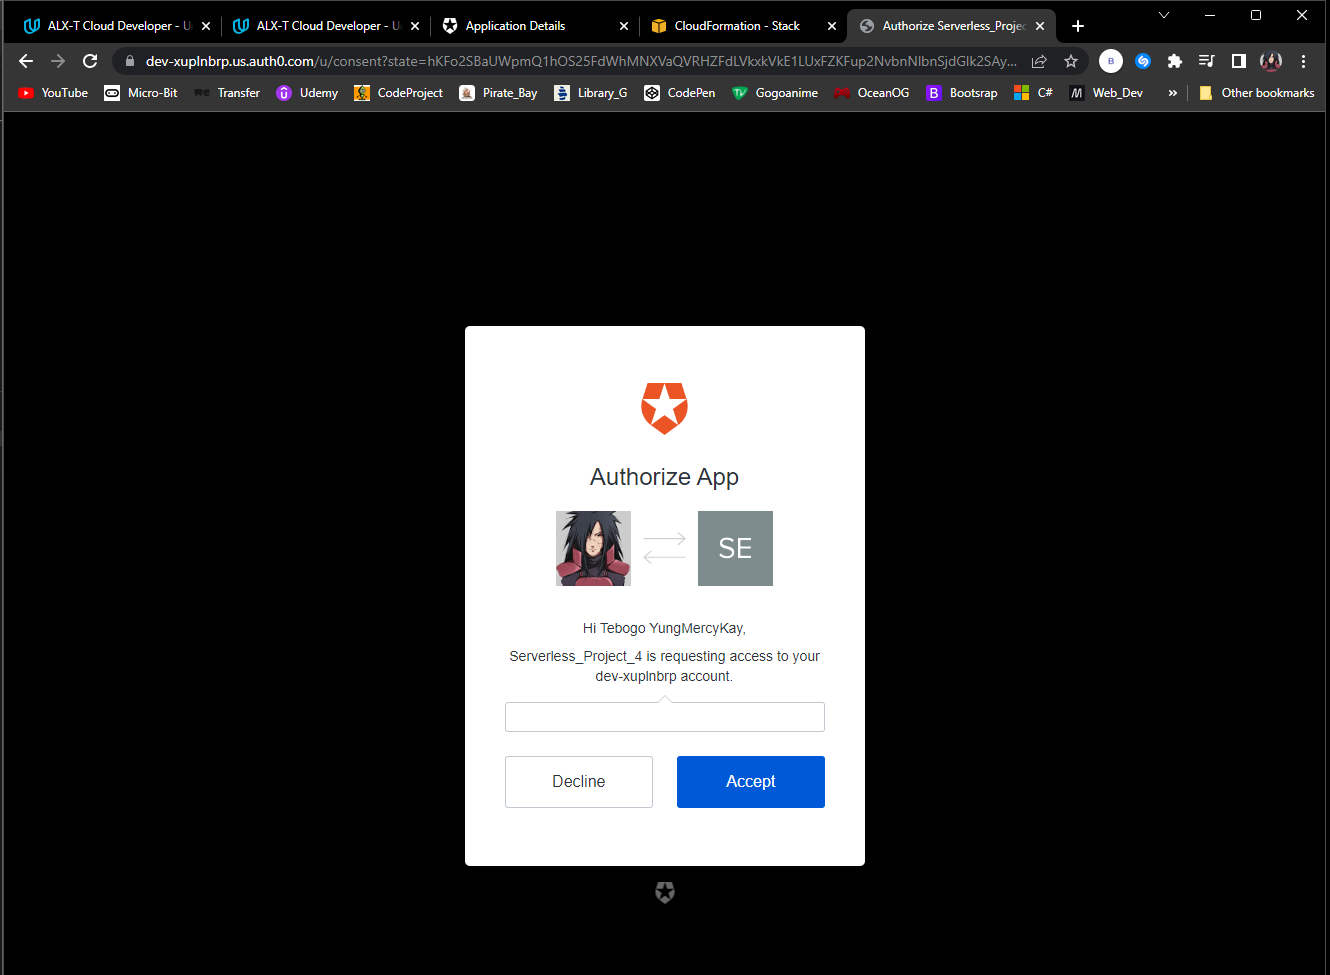 ALX-T Cloud Developer - U
ALX-T Cloud Developer - U
Application Details
CloudFormation - Stack
Authorize Serverless_Projec
dev-xuplnbrp.us.auth0.com/u/consent?state=hKFo2SBaUWpmQ1hOS25FdWhMNXVaQVRHZFdLVkxkVkE1LUxFZKFup2NvbnNlbnSjdGlkI2SAy...
B
YouTube
Micro-Bit
we Transfer
Udemy
CodeProject
Pirate_Bay
Library_G
CodePen
Gogoanime
OceanOG
B Bootsrap
C#
Web_Dev
»
Other bookmarks
Authorize App
SE
Hi Tebogo YungMercyKay,
Serverless_Project_4 is requesting access to your
dev-xuplnbrp account.
Decline
Accept